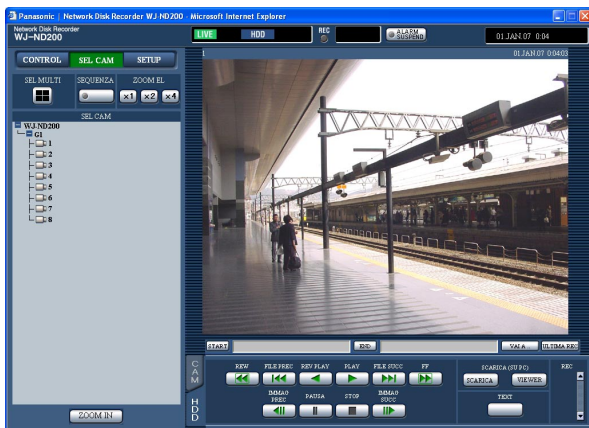 Panasonic | Network Disk Recorder WJ-ND200 - Microsoft Internet Explorer
Network Disk Recorder
WJ-ND200
LIVE HDD REC ALARM SUSPEND 01.JAN.07 0:04
CONTROL SEL CAM SETUP
1 01.JAN.07 0:04:03
SEL MULTI SEQUENZA ZOOM EL
x1 x2 x4
SEL CAM
WJ-ND200
G1
1
2
3
4
5
6
7
8
START END VAI A... ULTIMA REC
CAM
HDD
REW FILE PREC REV PLAY PLAY FILE SUCC FF
IMMAG PREC PAUSA STOP IMMAG SUCC
SCARICA (SU PC)
SCARICA VIEWER
TEXT
REC
ZOOM IN